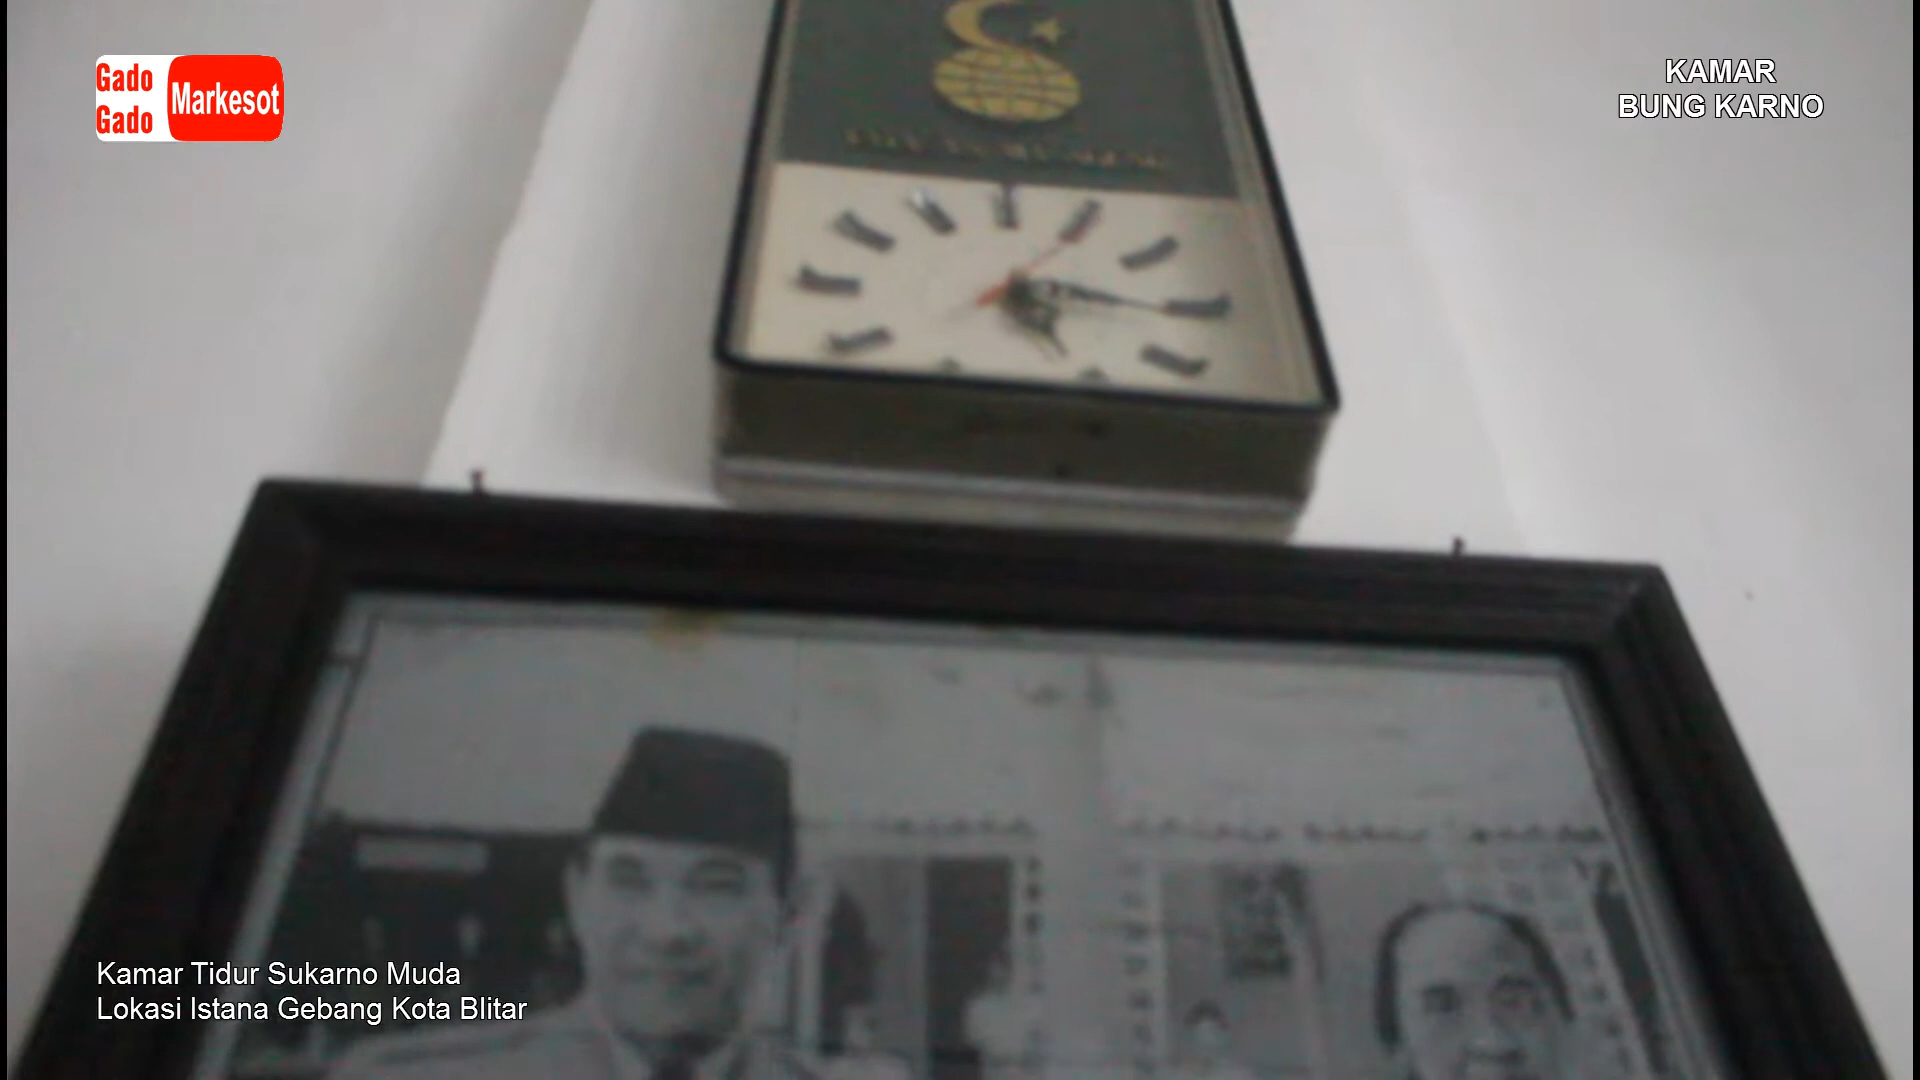 Gado
Gado
Markesot
KAMAR
BUNG KARNO
Kamar Tidur Sukarno Muda
Lokasi Istana Gebang Kota Blitar